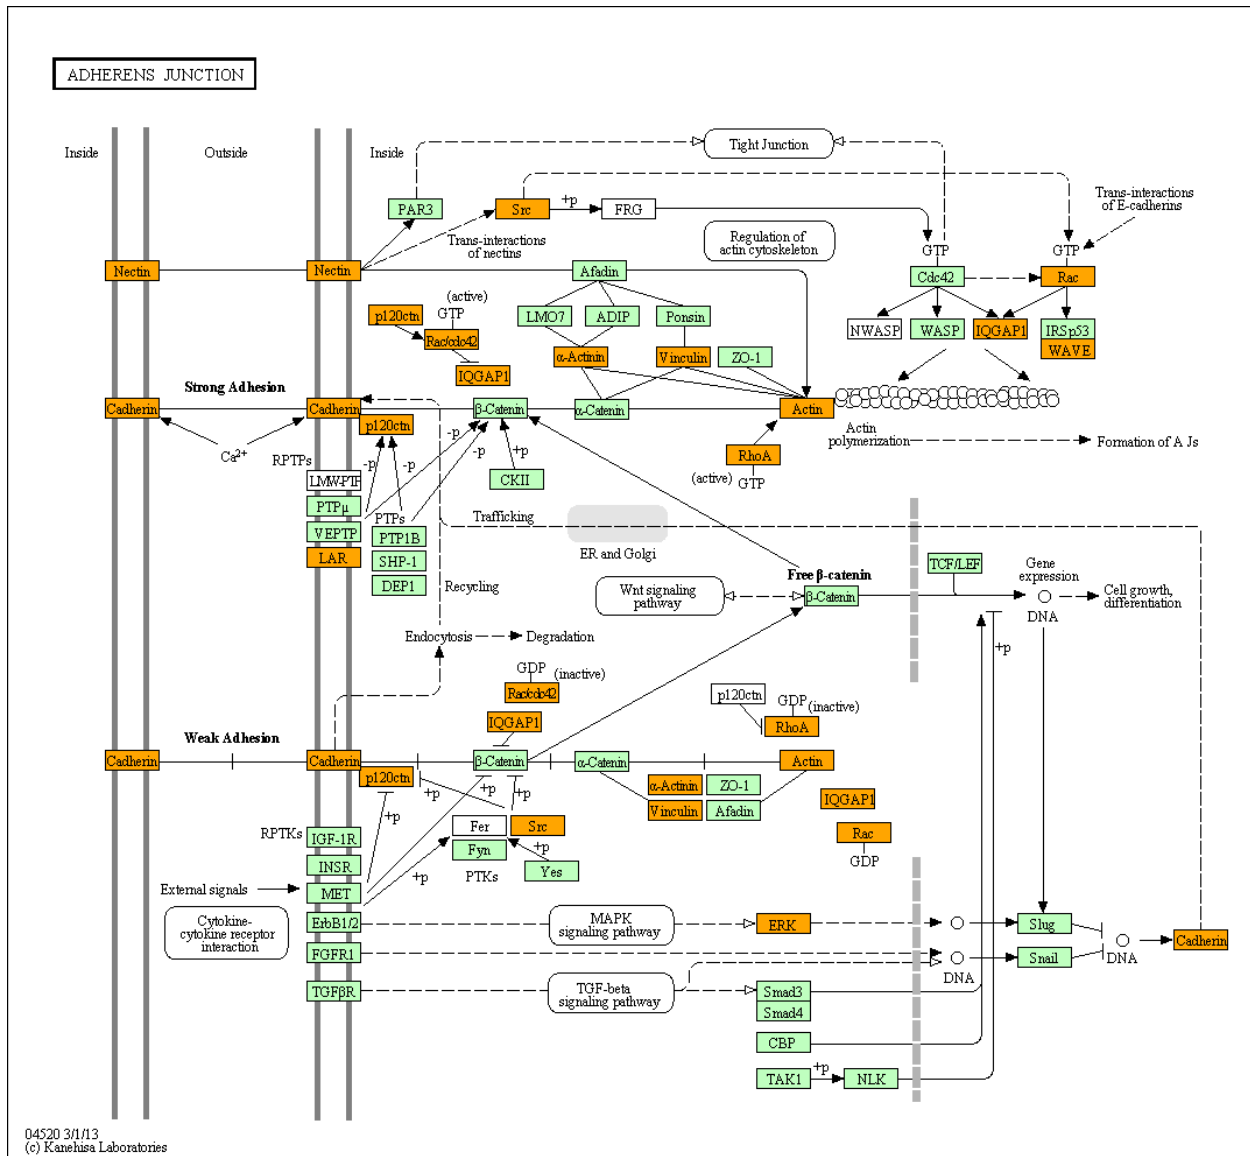 ADHERENS JUNCTION
Inside
Outside
Inside
Tight Junction
PAR3
Src
+p
FRG
Trans-interactions
of nectins
Regulation of
actin cytoskeleton
Trans-interactions
of E-cadherins
GTP
GTP
Nectin
Nectin
Afadin
Cdc42
Rac
(active)
p120ctn
GTP
Rac/cdc42
IQGAP1
LMO7
ADIP
Ponsin
NWASP
WASP
IQGAP1
IRSp53
WAVE
α-Actinin
Vinculin
ZO-1
Strong Adhesion
Cadherin
Cadherin
p120ctn
β-Catenin
α-Catenin
Actin
Actin
polymerization
Formation of A Js
Ca2+
RPTPs
-p
-p
-p
-p
+p
RhoA
(active)
GTP
LMW-PTF
PTPμ
VEPTP
LAR
PTPs
PTP1B
SHP-1
DEP1
CKII
Trafficking
ER and Golgi
Recycling
Free β-catenin
Wnt signaling
pathway
β-Catenin
TCF/LEF
Gene
expression
DNA
Cell growth,
differentiation
+p
Endocytosis
Degradation
GDP
(inactive)
Rac/cdc42
IQGAP1
p120ctn
GDP
(inactive)
RhoA
Weak Adhesion
Cadherin
Cadherin
p120ctn
β-Catenin
α-Catenin
Actin
+p
+p
+p
+p
+p
+p
α-Actinin
ZO-1
Vinculin
Afadin
IQGAP1
Rac
GDP
RPTKs
IGF-1R
INSR
MET
ErbB1/2
FGFR1
TGFβR
Fer
Src
Fyn
PTKs
Yes
External signals
Cytokine-
cytokine receptor
interaction
MAPK
signaling pathway
ERK
Slug
Snail
DNA
DNA
Cadherin
TGF-beta
signaling pathway
Smad3
Smad4
CBP
TAK1
+p
NLK
04520 3/1/13
(c) Kanehisa Laboratories